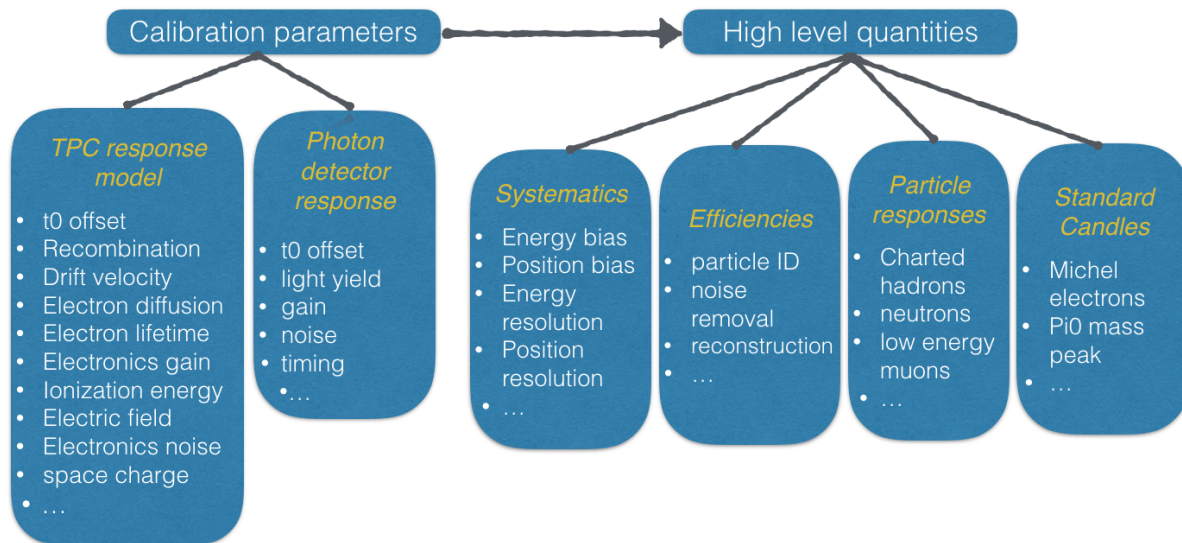 Calibration parameters
High level quantities
TPC response
model
• t0 offset
• Recombination
• Drift velocity
• Electron diffusion
• Electron lifetime
• Electronics gain
• Ionization energy
• Electric field
• Electronics noise
• space charge
• ...
Photon
detector
response
• t0 offset
• light yield
• gain
• noise
• timing
•...
Systematics
• Energy bias
• Position bias
• Energy
resolution
• Position
resolution
• ...
Efficiencies
• particle ID
• noise
removal
• reconstruction
• ...
Particle
responses
• Charted
hadrons
• neutrons
• low energy
muons
• ...
Standard
Candles
• Michel
electrons
• Pi0 mass
peak
• ...